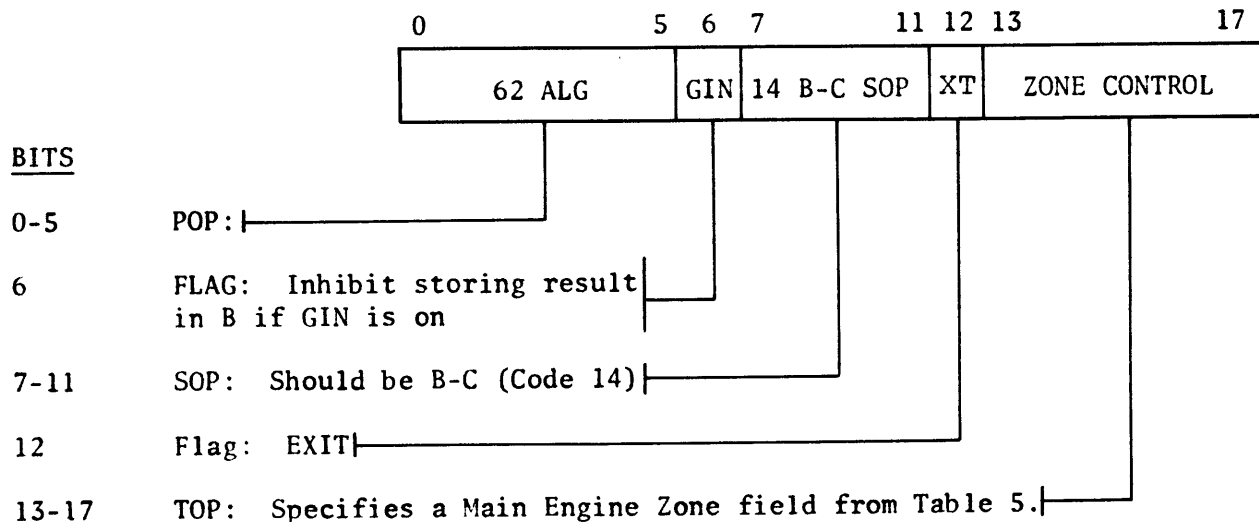 0 5 6 7 11 12 13 17
62 ALG GIN 14 B-C SOP XT ZONE CONTROL
BITS
0-5 POP:
6 FLAG: Inhibit storing result
in B if GIN is on
7-11 SOP: Should be B-C (Code 14)
12 Flag: EXIT
13-17 TOP: Specifies a Main Engine Zone field from Table 5.